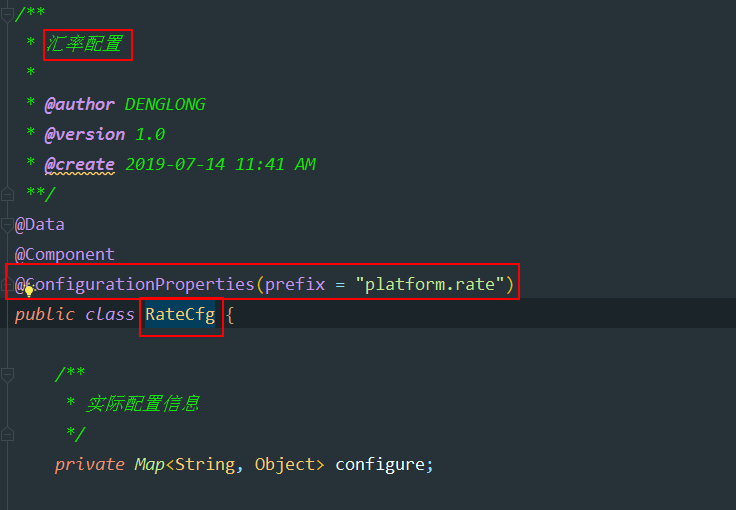 /**
 * 汇率配置
 *
 * @author DENGLONG
 * @version 1.0
 * @create 2019-07-14 11:41 AM
 **/
@Data
@Component
@ConfigurationProperties(prefix = "platform.rate")
public class RateCfg {
/**
 * 实际配置信息
 */
private Map<String, Object> configure;